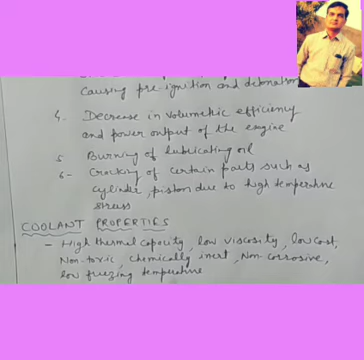 causing pre-ignition and detonation
4. Decrease in volumetric efficiency
and power output of the engine
5 Burning of lubricating oil
6- Cracking of certain parts such as
cylinder, piston due to high temperature
stress
COOLANT PROPERTIES
- High thermal capacity, low viscosity, low cost,
Non toxic, chemically inert, Non corrosive,
low freezing temperature